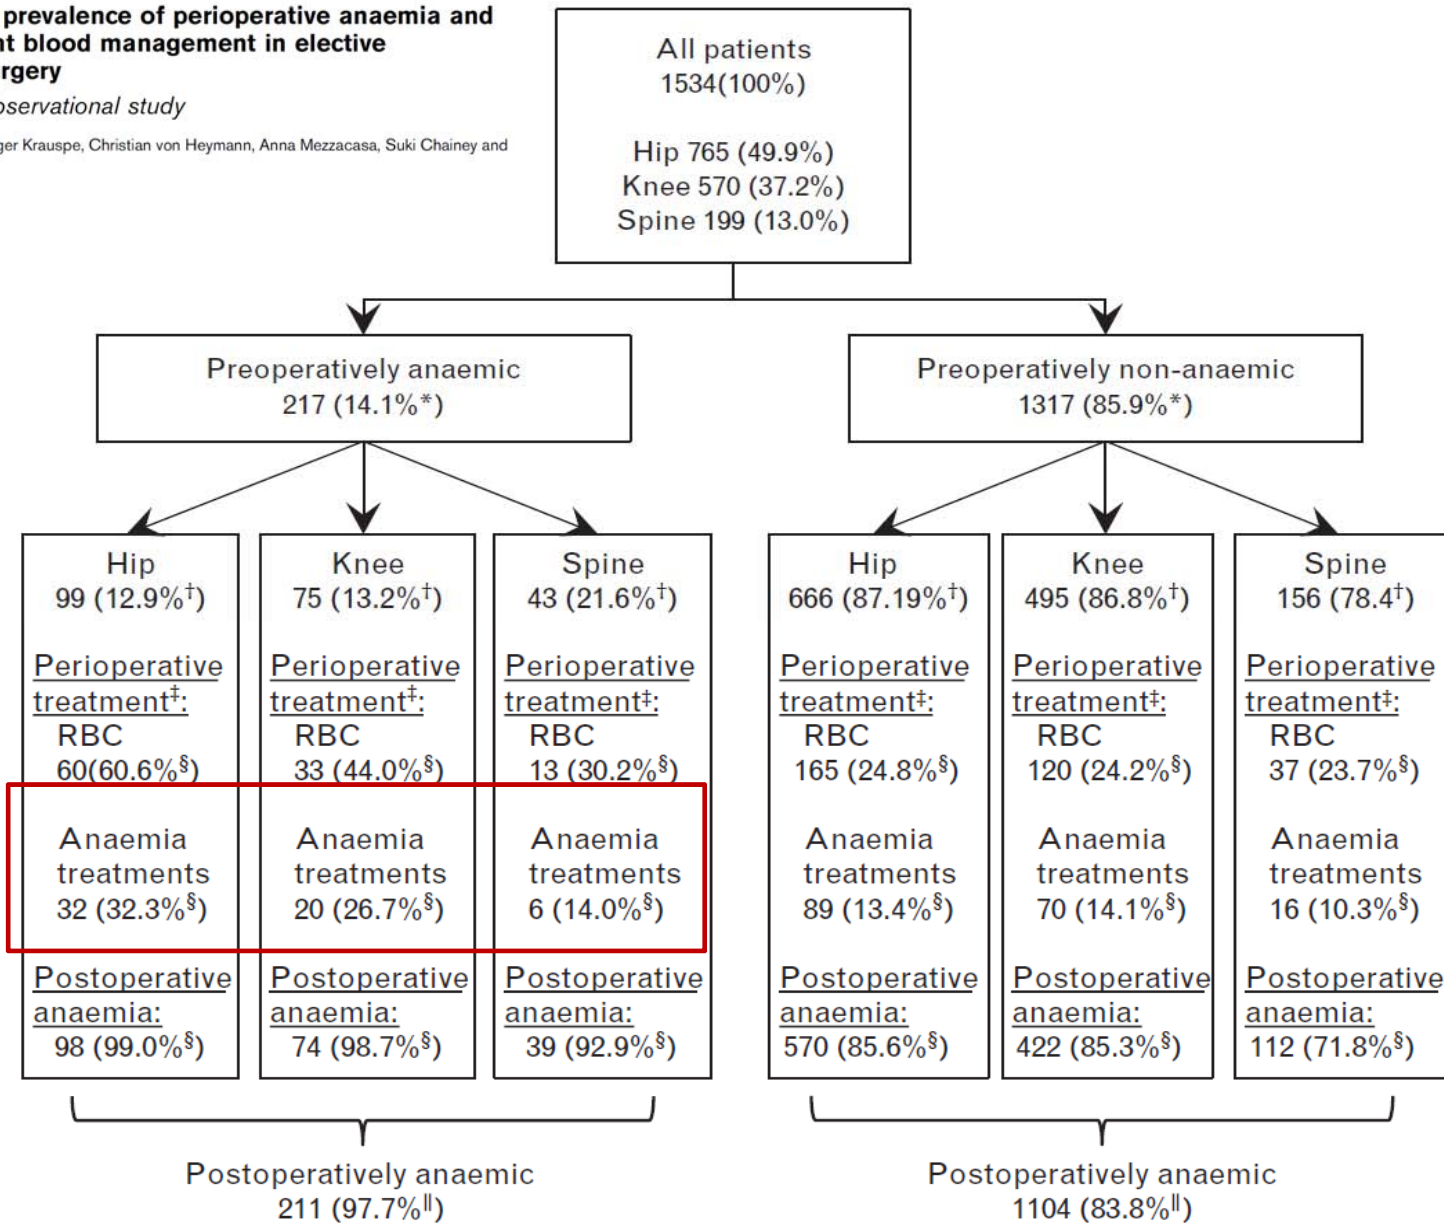 prevalence of perioperative anaemia and
nt blood management in elective
rgery
oservational study
ger Krauspe, Christian von Heymann, Anna Mezzacasa, Suki Chainey and
All patients
1534(100%)
Hip 765 (49.9%)
Knee 570 (37.2%)
Spine 199 (13.0%)
Preoperatively anaemic
217 (14.1%*)
Preoperatively non-anaemic
1317 (85.9%*)
Hip
99 (12.9%†)
Perioperative
treatment‡:
RBC
60(60.6%§)
Anaemia
treatments
32 (32.3%§)
Postoperative
anaemia:
98 (99.0%§)
Knee
75 (13.2%†)
Perioperative
treatment‡:
RBC
33 (44.0%§)
Anaemia
treatments
20 (26.7%§)
Postoperative
anaemia:
74 (98.7%§)
Spine
43 (21.6%†)
Perioperative
treatment‡:
RBC
13 (30.2%§)
Anaemia
treatments
6 (14.0%§)
Postoperative
anaemia:
39 (92.9%§)
Hip
666 (87.19%†)
Perioperative
treatment‡:
RBC
165 (24.8%§)
Anaemia
treatments
89 (13.4%§)
Postoperative
anaemia:
570 (85.6%§)
Knee
495 (86.8%†)
Perioperative
treatment‡:
RBC
120 (24.2%§)
Anaemia
treatments
70 (14.1%§)
Postoperative
anaemia:
422 (85.3%§)
Spine
156 (78.4†)
Perioperative
treatment‡:
RBC
37 (23.7%§)
Anaemia
treatments
16 (10.3%§)
Postoperative
anaemia:
112 (71.8%§)
Postoperatively anaemic
211 (97.7%‖)
Postoperatively anaemic
1104 (83.8%‖)